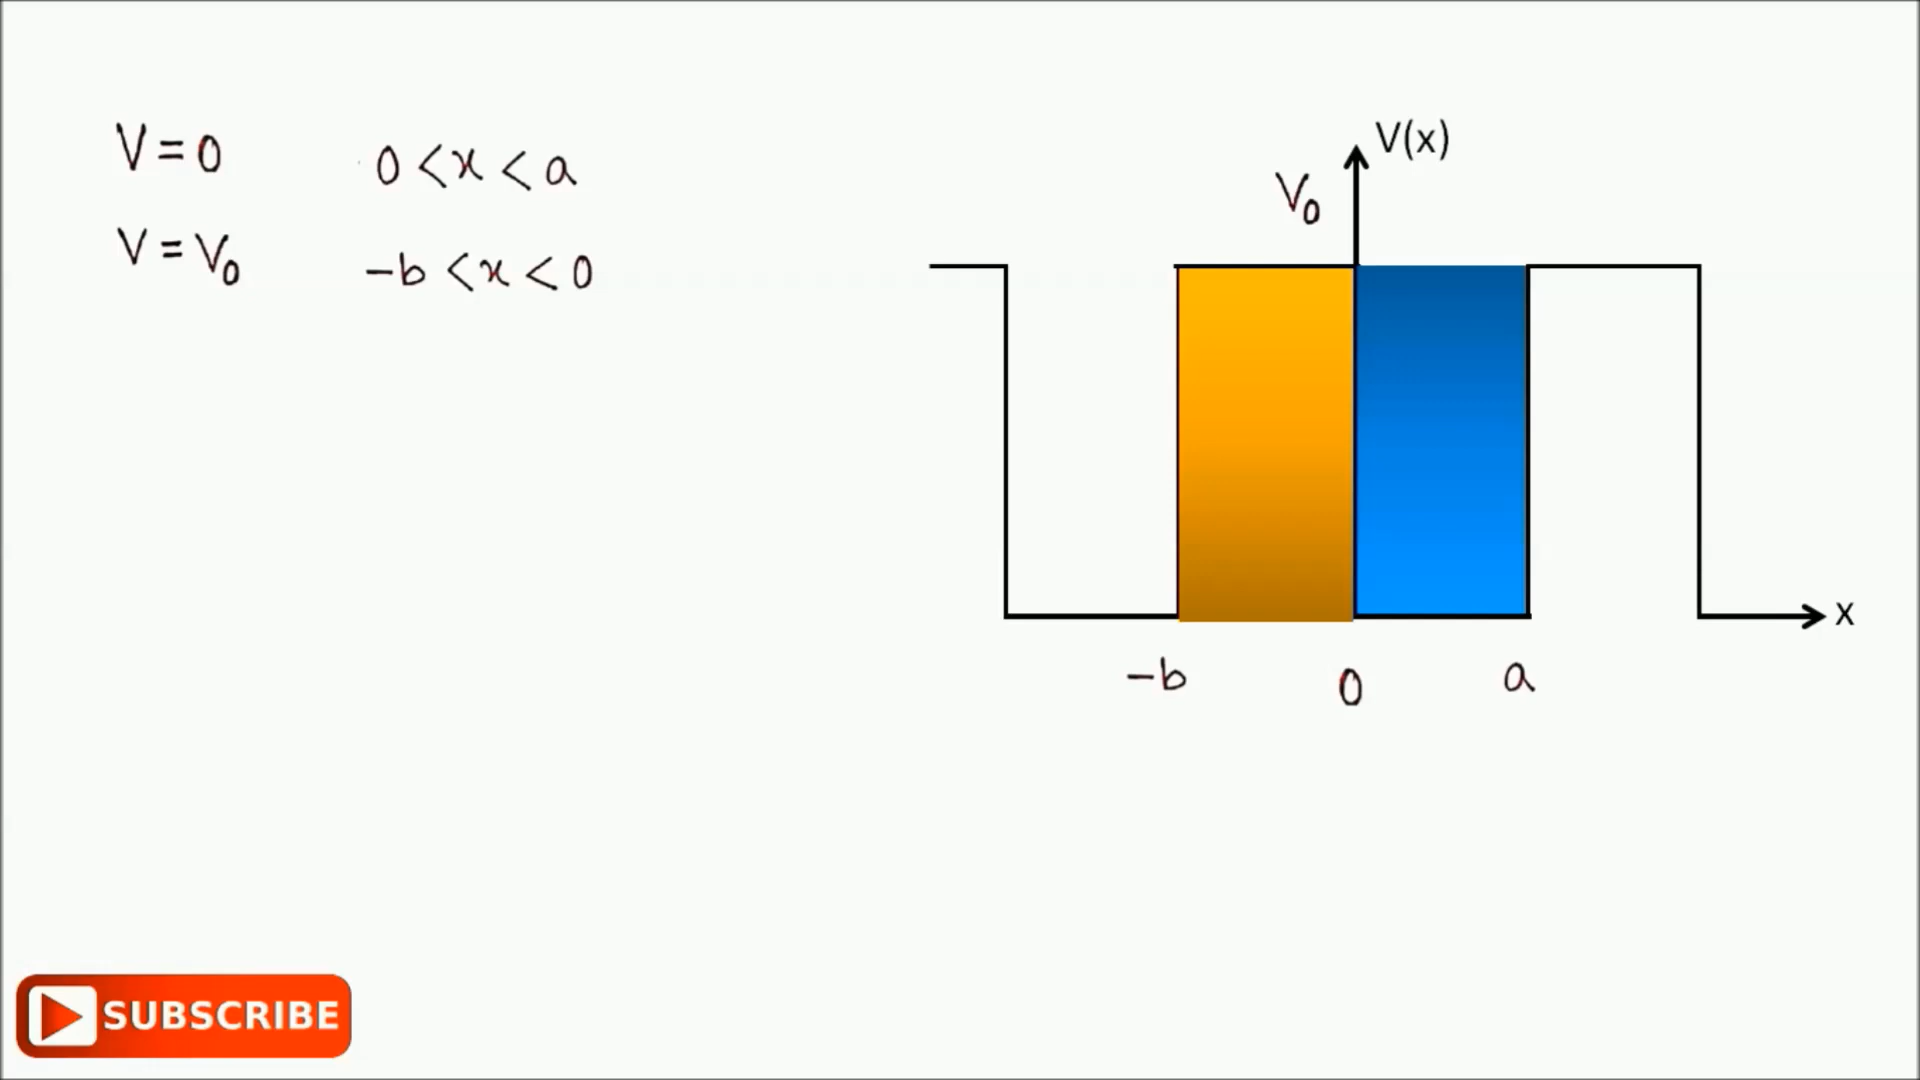 V = 0 0 < x < a
V = V₀ -b < x < 0
V(x)
V₀
x
-b 0 a
SUBSCRIBE